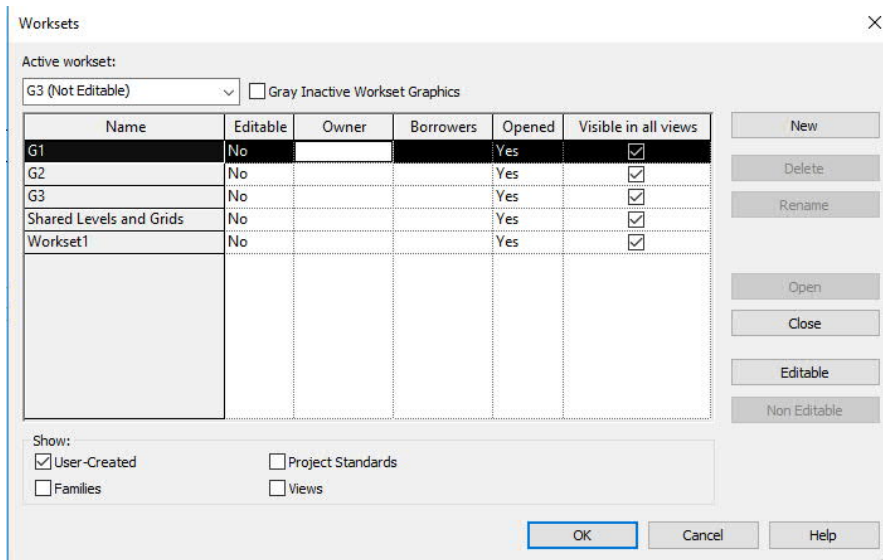 Worksets
Active workset:
G3 (Not Editable)
Gray Inactive Workset Graphics
Name Editable Owner Borrowers Opened Visible in all views
G1 No Yes
G2 No Yes
G3 No Yes
Shared Levels and Grids No Yes
Workset1 No Yes
New
Delete
Rename
Open
Close
Editable
Non Editable
Show:
User-Created Project Standards
Families Views
OK Cancel Help